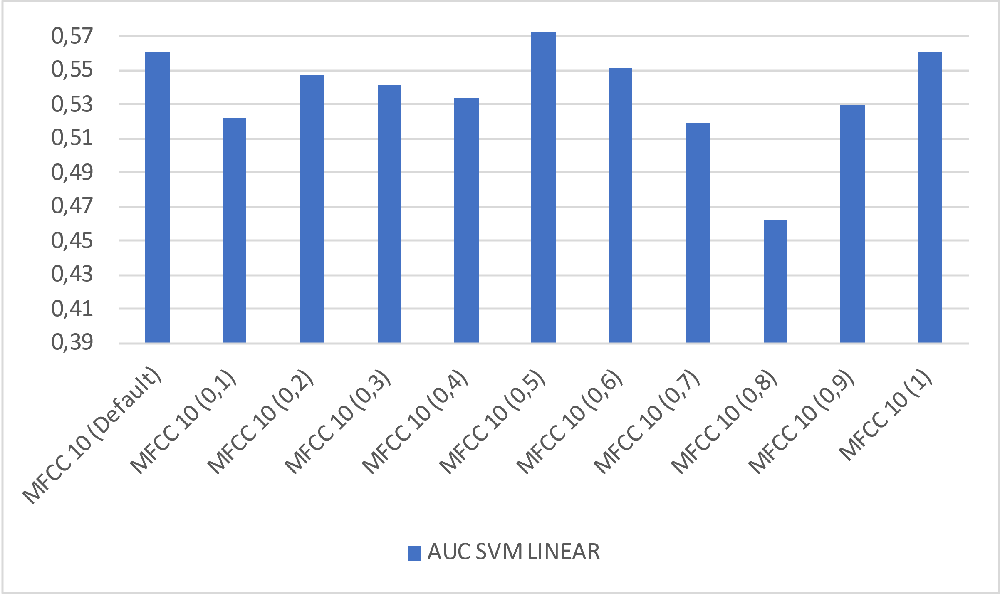 0,57
0,55
0,53
0,51
0,49
0,47
0,45
0,43
0,41
0,39
MFCC 10 (Default)
MFCC 10 (0,1)
MFCC 10 (0,2)
MFCC 10 (0,3)
MFCC 10 (0,4)
MFCC 10 (0,5)
MFCC 10 (0,6)
MFCC 10 (0,7)
MFCC 10 (0,8)
MFCC 10 (0,9)
MFCC 10 (1)
AUC SVM LINEAR